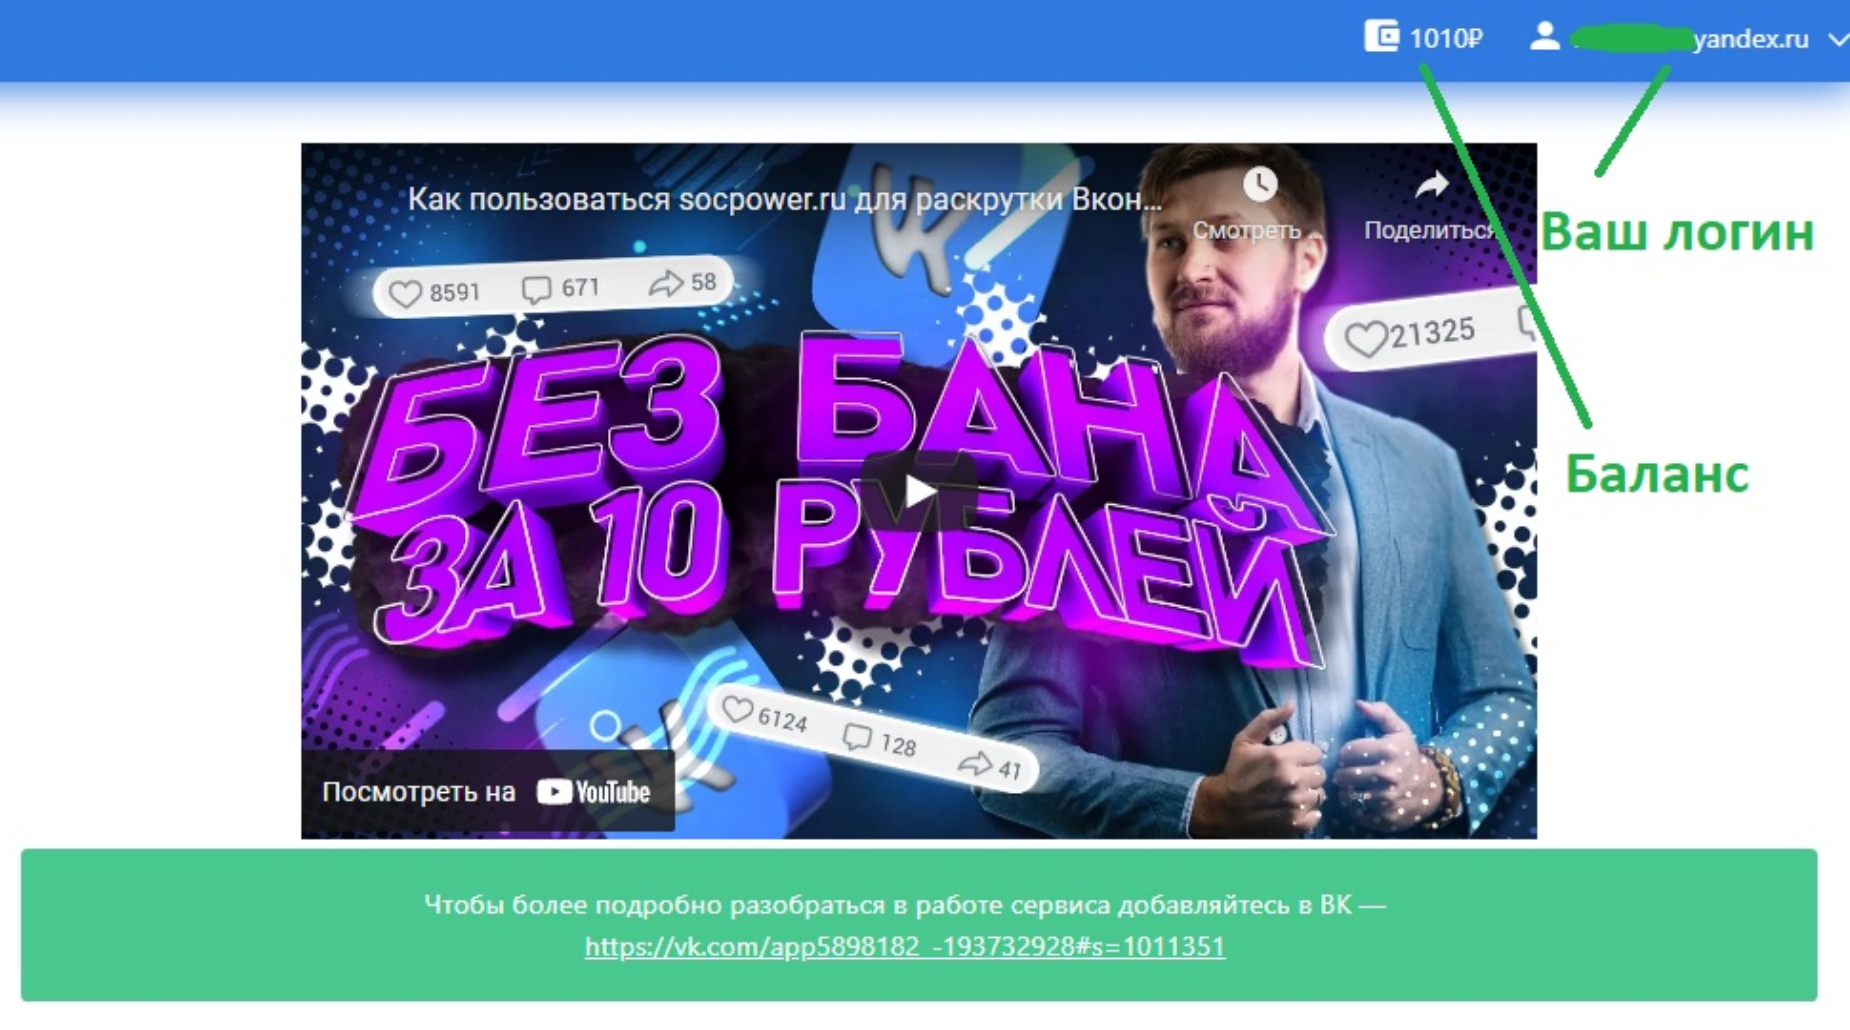 1010₽
yandex.ru
Как пользоваться socpower.ru для раскрутки Вкон...
Смотреть...
Поделиться
Ваш логин
8591 671 58
21325
БЕЗ БАНА
ЗА 10 РУБЛЕЙ
Баланс
6124 128 41
Посмотреть на YouTube
Чтобы более подробно разобраться в работе сервиса добавляйтесь в ВК —
https://vk.com/app5898182_-193732928#s=1011351